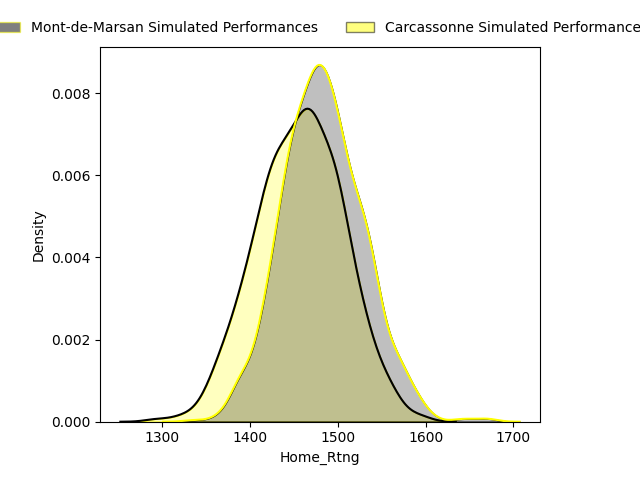 Mont-de-Marsan Simulated Performances
Carcassonne Simulated Performance
0.008
0.006
0.004
0.002
0.000
Density
1300 1400 1500 1600 1700
Home_Rtng